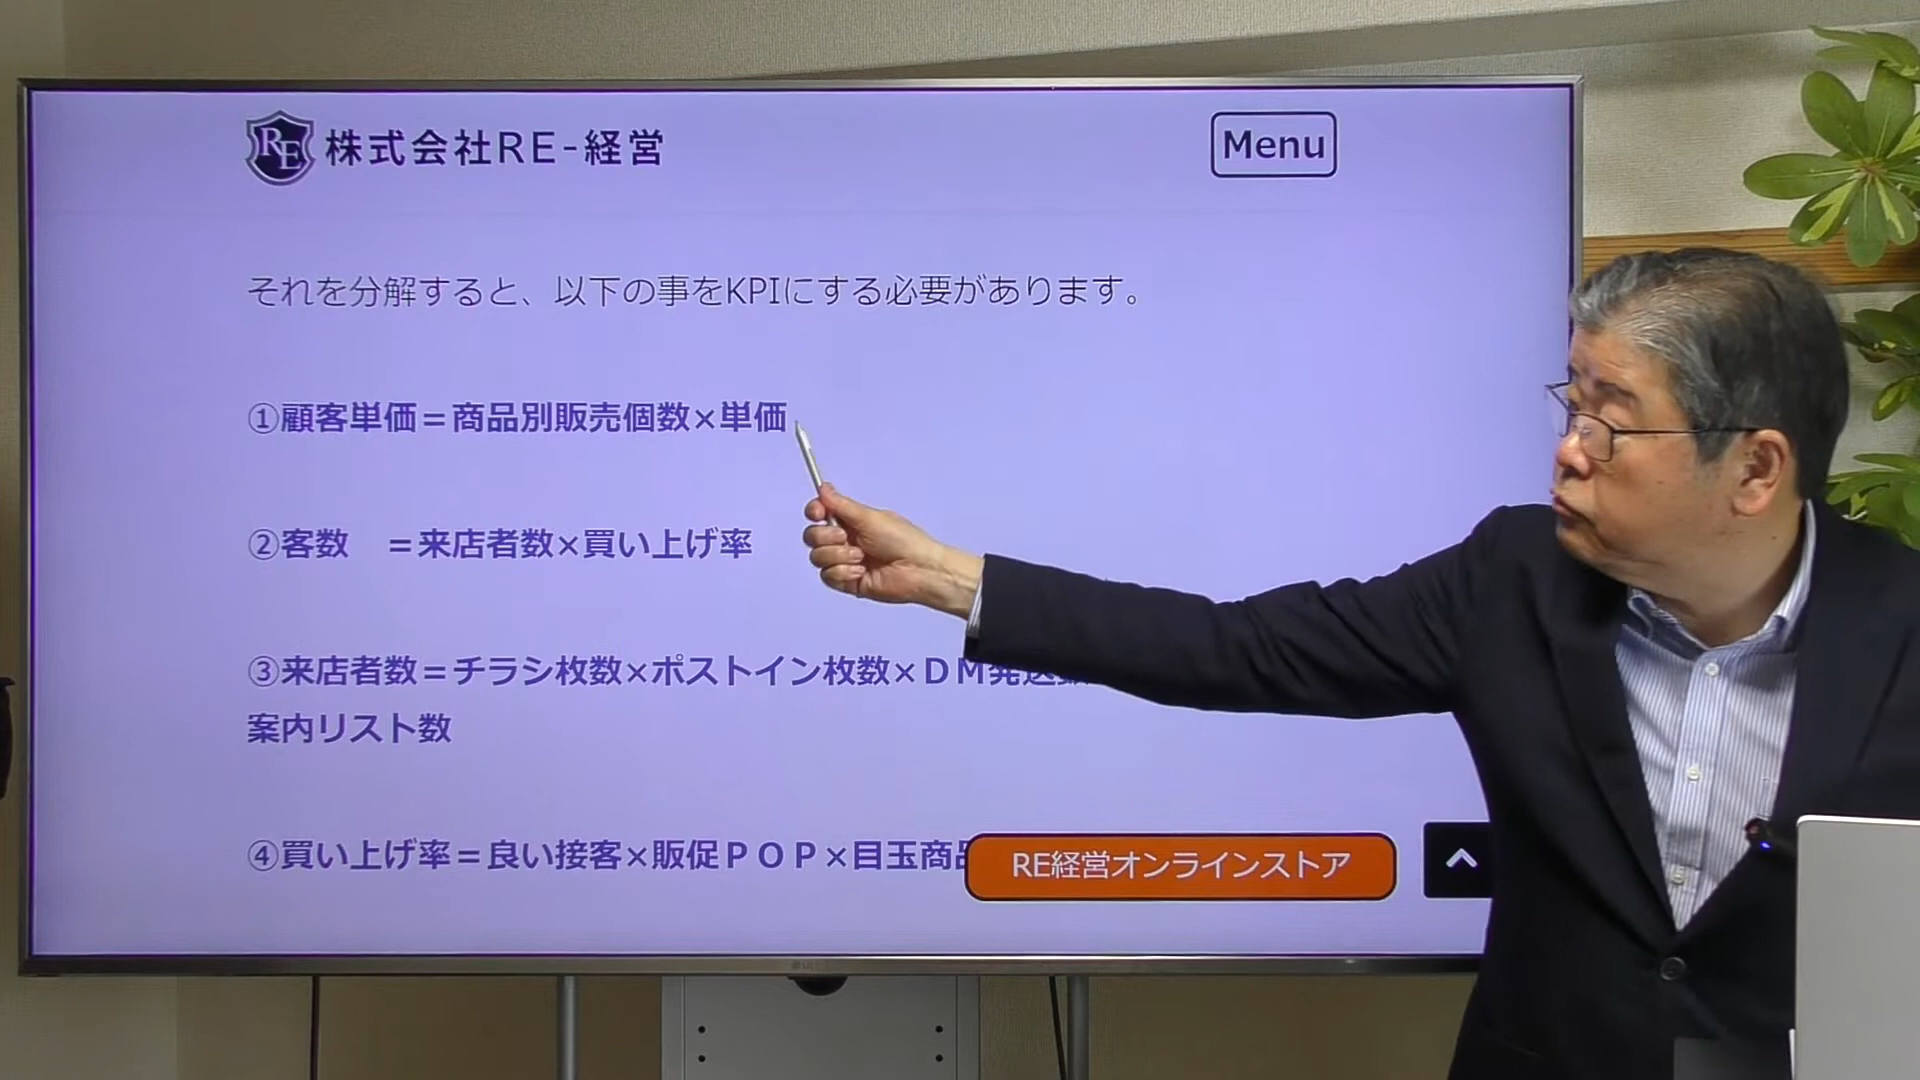 RE 株式会社RE-経営
Menu
それを分解すると、以下の事をKPIにする必要があります。
①顧客単価＝商品別販売個数×単価
②客数　＝来店者数×買い上げ率
③来店者数＝チラシ枚数×ポストイン枚数×ＤＭ発送
案内リスト数
④買い上げ率＝良い接客×販促ＰＯＰ×目玉商品
RE経営オンラインストア